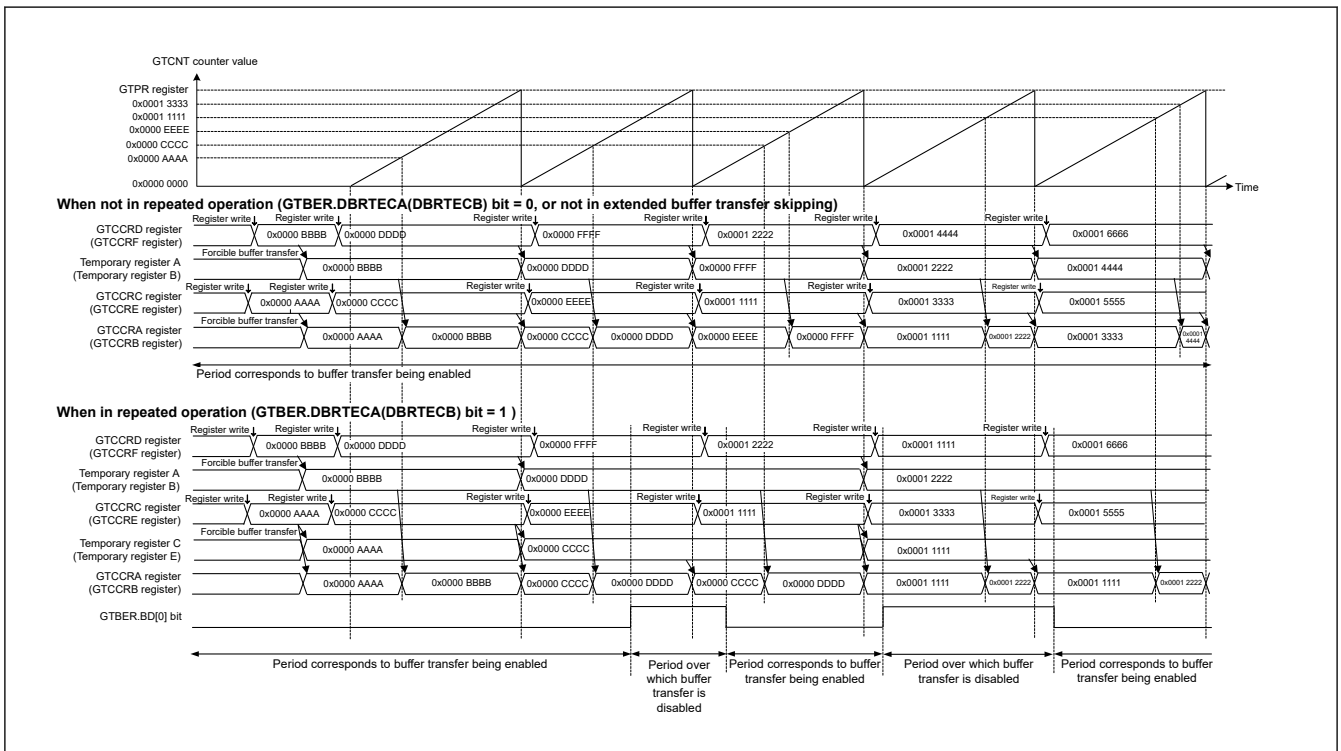 GTCNT counter value
GTPR register
0x0001 3333
0x0001 1111
0x0000 EEEE
0x0000 CCCC
0x0000 AAAA
0x0000 0000
Time
When not in repeated operation (GTBER.DBRTECA(DBRTECB) bit = 0, or not in extended buffer transfer skipping)
Register write Register write Register write Register write Register write Register write
GTCCRD register
(GTCCRF register)
0x0000 BBBB 0x0000 DDDD 0x0000 FFFF 0x0001 2222 0x0001 4444 0x0001 6666
Forcible buffer transfer
Temporary register A
(Temporary register B)
0x0000 BBBB 0x0000 DDDD 0x0000 FFFF 0x0001 2222 0x0001 4444
Register write Register write Register write Register write Register write Register write
GTCCRC register
(GTCCRE register)
0x0000 AAAA 0x0000 CCCC 0x0000 EEEE 0x0001 1111 0x0001 3333 0x0001 5555
Forcible buffer transfer
GTCCRA register
(GTCCRB register)
0x0000 AAAA 0x0000 BBBB 0x0000 CCCC 0x0000 DDDD 0x0000 EEEE 0x0000 FFFF 0x0001 1111 0x0001 2222 0x0001 3333 0x0001 4444
Period corresponds to buffer transfer being enabled
When in repeated operation (GTBER.DBRTECA(DBRTECB) bit = 1 )
Register write Register write Register write Register write Register write Register write
GTCCRD register
(GTCCRF register)
0x0000 BBBB 0x0000 DDDD 0x0000 FFFF 0x0001 2222 0x0001 1111 0x0001 6666
Forcible buffer transfer
Temporary register A
(Temporary register B)
0x0000 BBBB 0x0000 DDDD 0x0001 2222
Register write Register write Register write Register write Register write Register write
GTCCRC register
(GTCCRE register)
0x0000 AAAA 0x0000 CCCC 0x0000 EEEE 0x0001 1111 0x0001 3333 0x0001 5555
Forcible buffer transfer
Temporary register C
(Temporary register E)
0x0000 AAAA 0x0000 CCCC 0x0001 1111
GTCCRA register
(GTCCRB register)
0x0000 AAAA 0x0000 BBBB 0x0000 CCCC 0x0000 DDDD 0x0000 CCCC 0x0000 DDDD 0x0001 1111 0x0001 2222 0x0001 1111 0x0001 2222
GTBER.BD[0] bit
Period corresponds to buffer transfer being enabled
Period over
which buffer
transfer is
disabled
Period corresponds to buffer
transfer being enabled
Period over which buffer
transfer is disabled
Period corresponds to buffer
transfer being enabled